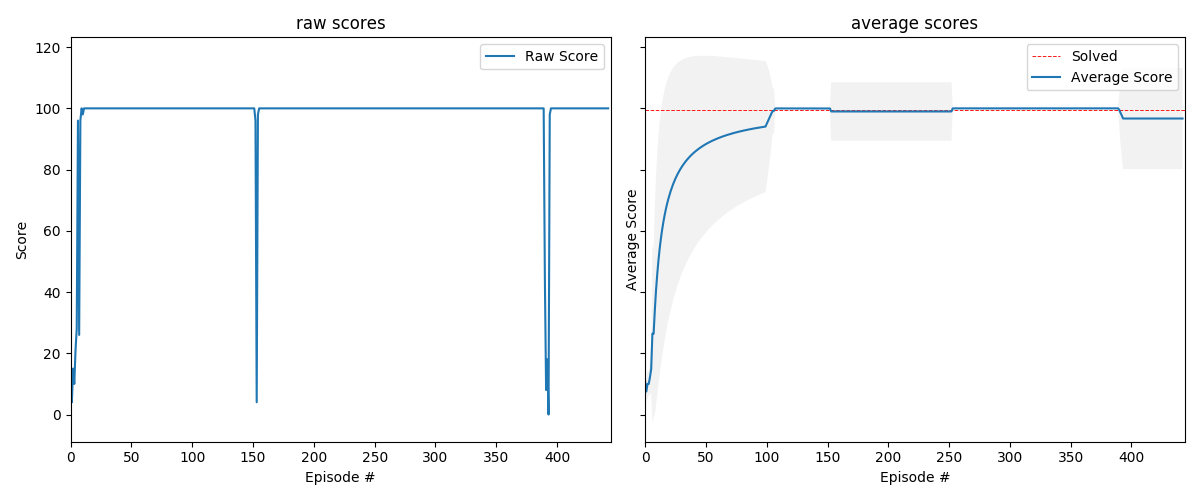 raw scores
Raw Score
120
100
80
60
40
20
0
Score
0 50 100 150 200 250 300 350 400
Episode #
average scores
Solved
Average Score
Average Score
0 50 100 150 200 250 300 350 400
Episode #